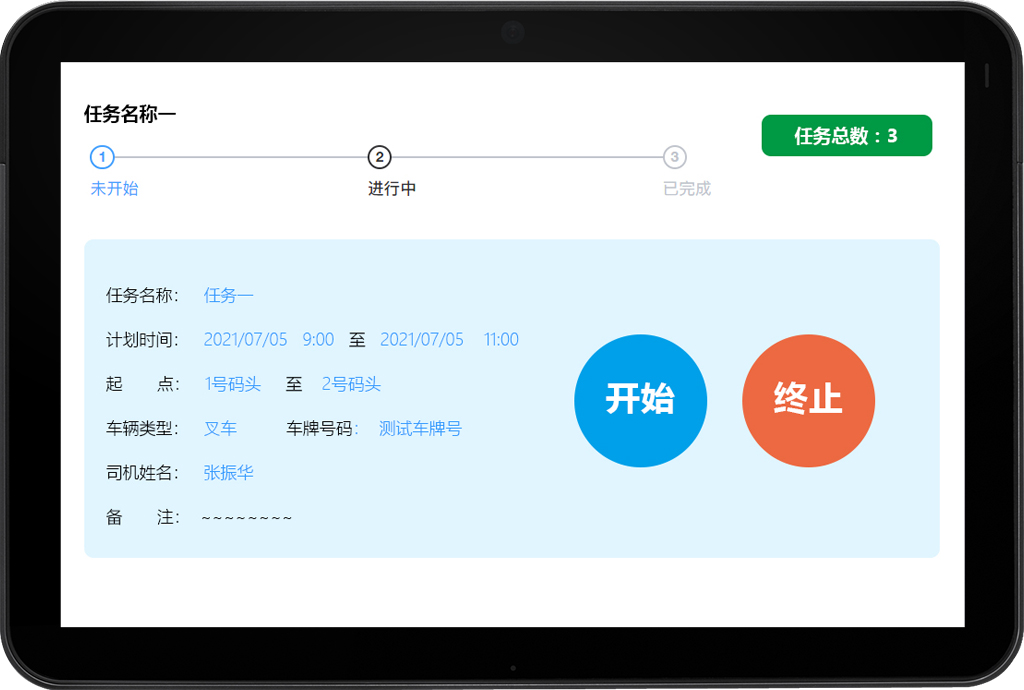 任务名称一
任务总数：3
1 2 3
未开始 进行中 已完成
任务名称： 任务一
计划时间： 2021/07/05 9:00 至 2021/07/05 11:00
起 点： 1号码头 至 2号码头
车辆类型： 叉车 车牌号码： 测试车牌号
司机姓名： 张振华
备 注： ~~~~~~~~
开始 终止